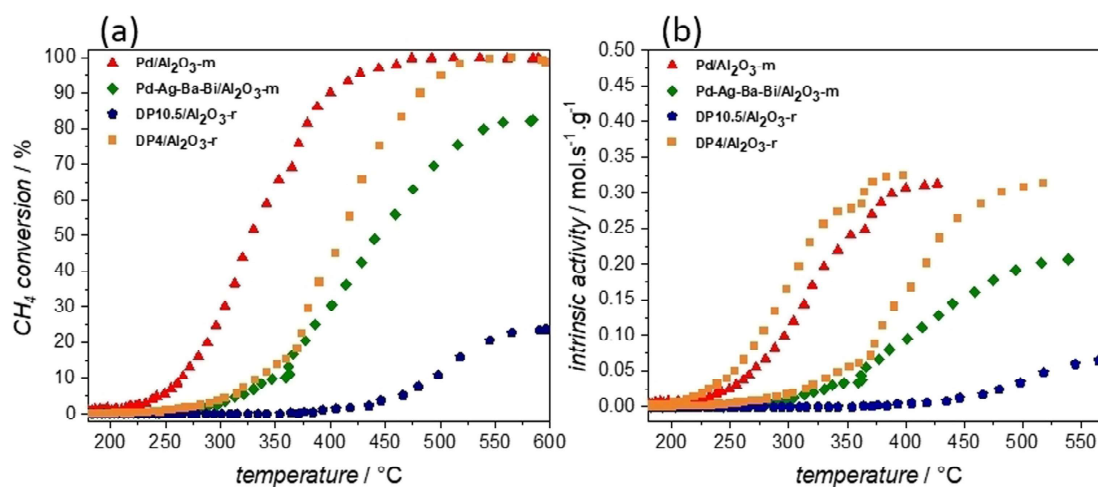 (a)
100
90
80
70
60
50
40
30
20
10
0
CH₄ conversion / %
Pd/Al₂O₃-m
Pd-Ag-Ba-Bi/Al₂O₃-m
DP10.5/Al₂O₃-r
DP4/Al₂O₃-r
200 250 300 350 400 450 500 550 600
temperature / °C
(b)
0.50
0.45
0.40
0.35
0.30
0.25
0.20
0.15
0.10
0.05
0.00
intrinsic activity / mol.s⁻¹.g⁻¹
Pd/Al₂O₃-m
Pd-Ag-Ba-Bi/Al₂O₃-m
DP10.5/Al₂O₃-r
DP4/Al₂O₃-r
200 250 300 350 400 450 500 550
temperature / °C